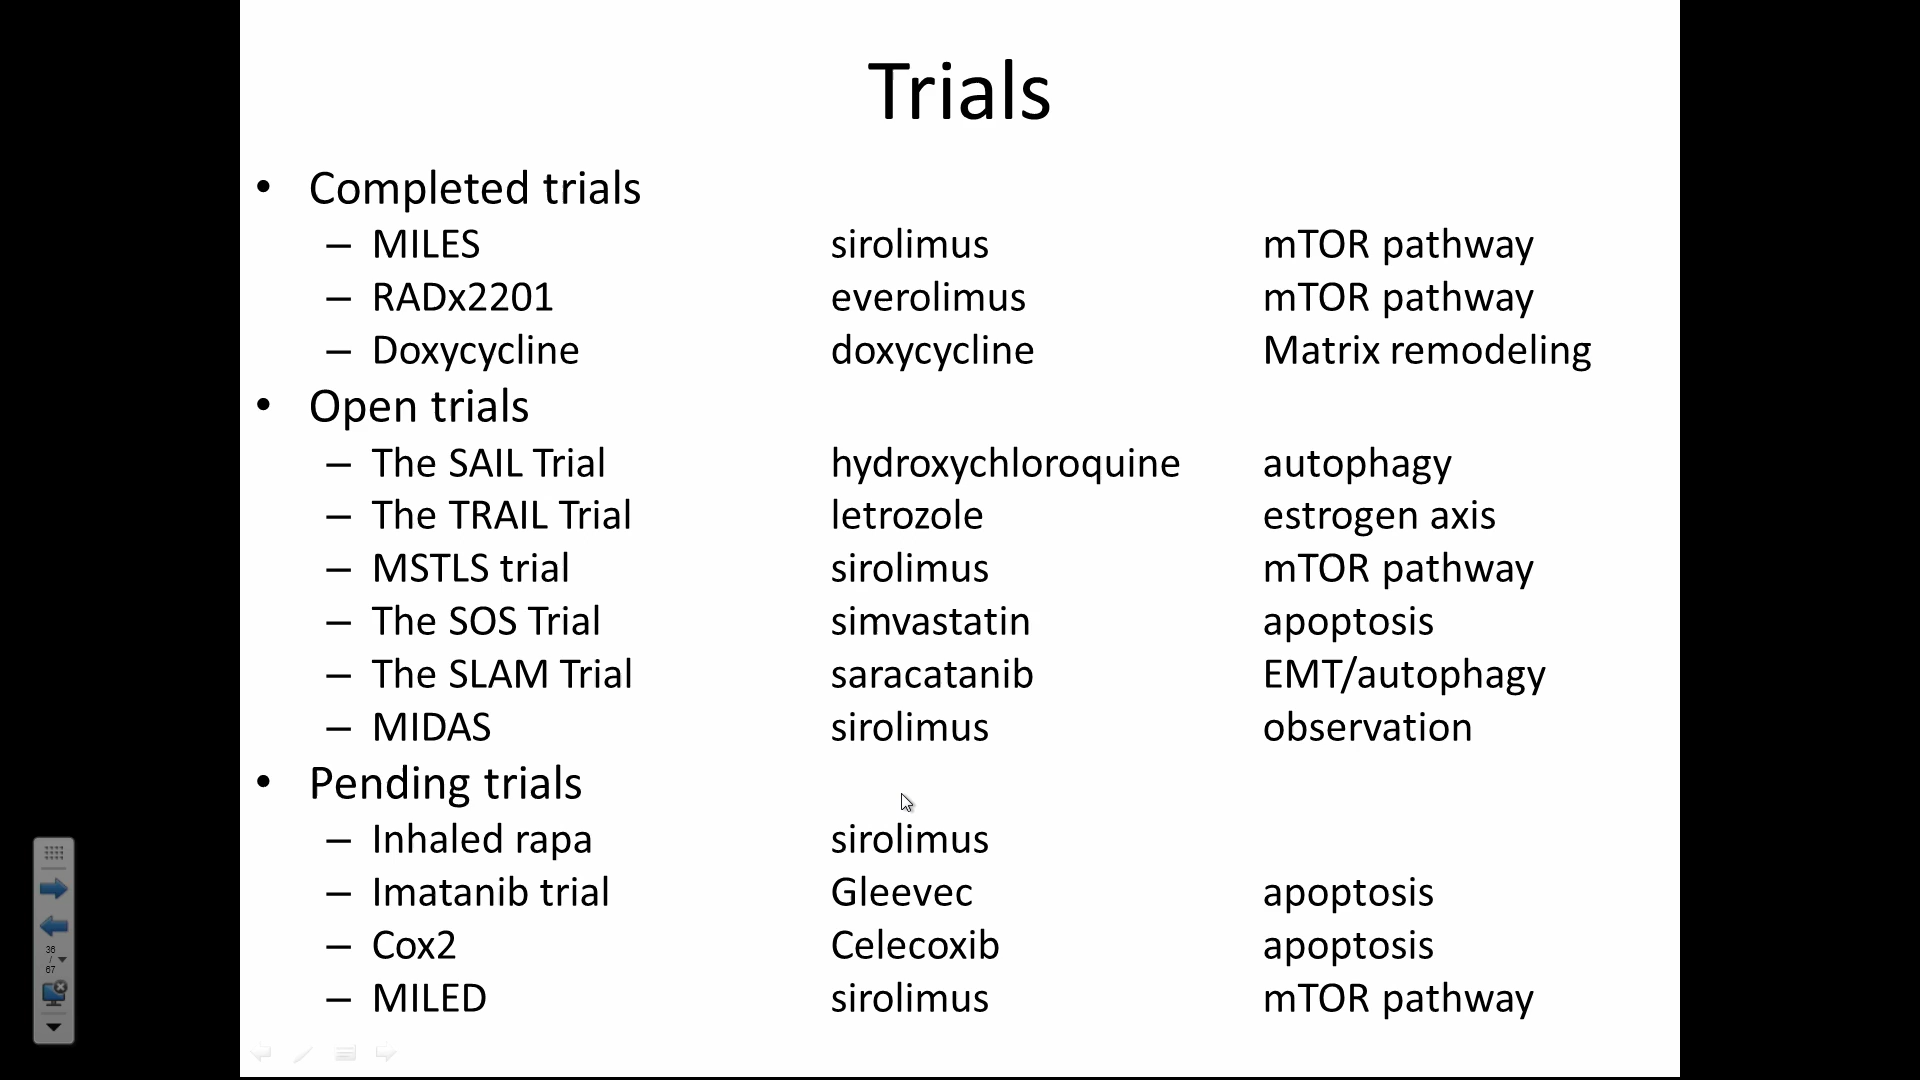 Trials
• Completed trials
– MILES sirolimus mTOR pathway
– RADx2201 everolimus mTOR pathway
– Doxycycline doxycycline Matrix remodeling
• Open trials
– The SAIL Trial hydroxychloroquine autophagy
– The TRAIL Trial letrozole estrogen axis
– MSTLS trial sirolimus mTOR pathway
– The SOS Trial simvastatin apoptosis
– The SLAM Trial saracatanib EMT/autophagy
– MIDAS sirolimus observation
• Pending trials
– Inhaled rapa sirolimus
– Imatanib trial Gleevec apoptosis
– Cox2 Celecoxib apoptosis
– MILED sirolimus mTOR pathway
36
/
67